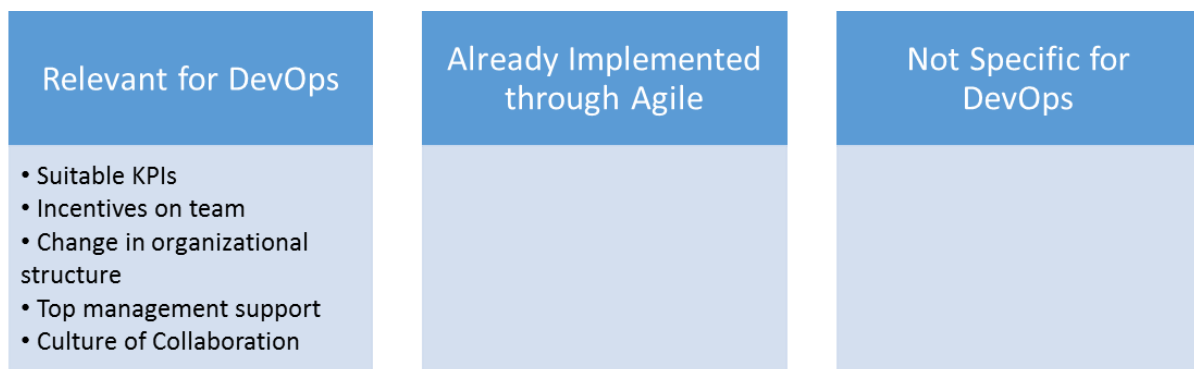 Relevant for DevOps
• Suitable KPIs
• Incentives on team
• Change in organizational
structure
• Top management support
• Culture of Collaboration
Already Implemented
through Agile
Not Specific for
DevOps